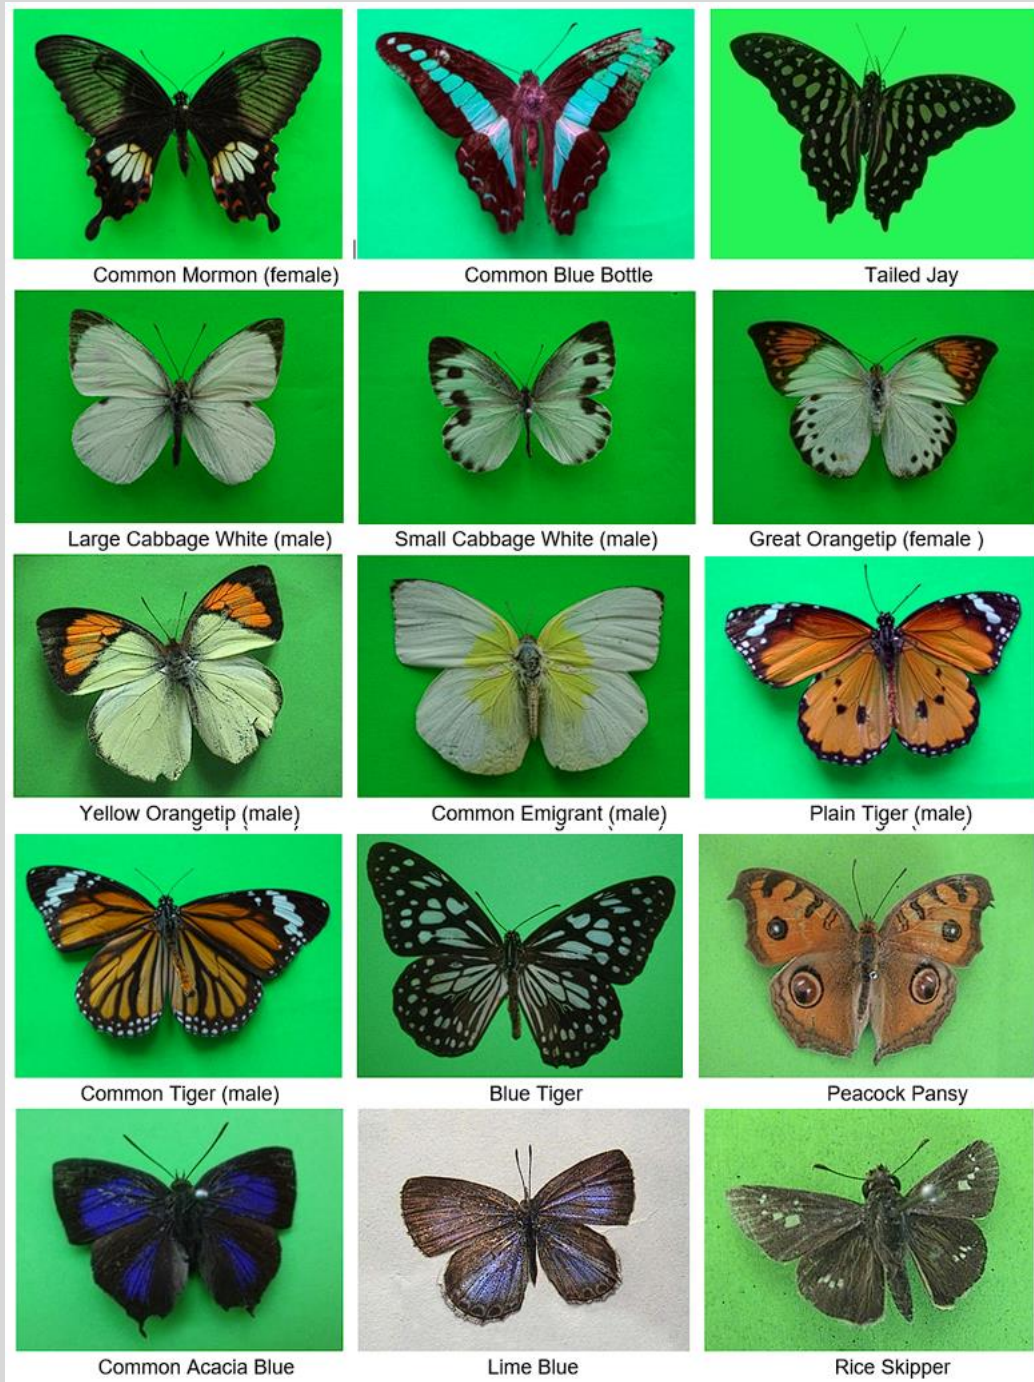 Common Mormon (female)
Common Blue Bottle
Tailed Jay
Large Cabbage White (male)
Small Cabbage White (male)
Great Orangetip (female )
Yellow Orangetip (male)
Common Emigrant (male)
Plain Tiger (male)
Common Tiger (male)
Blue Tiger
Peacock Pansy
Common Acacia Blue
Lime Blue
Rice Skipper